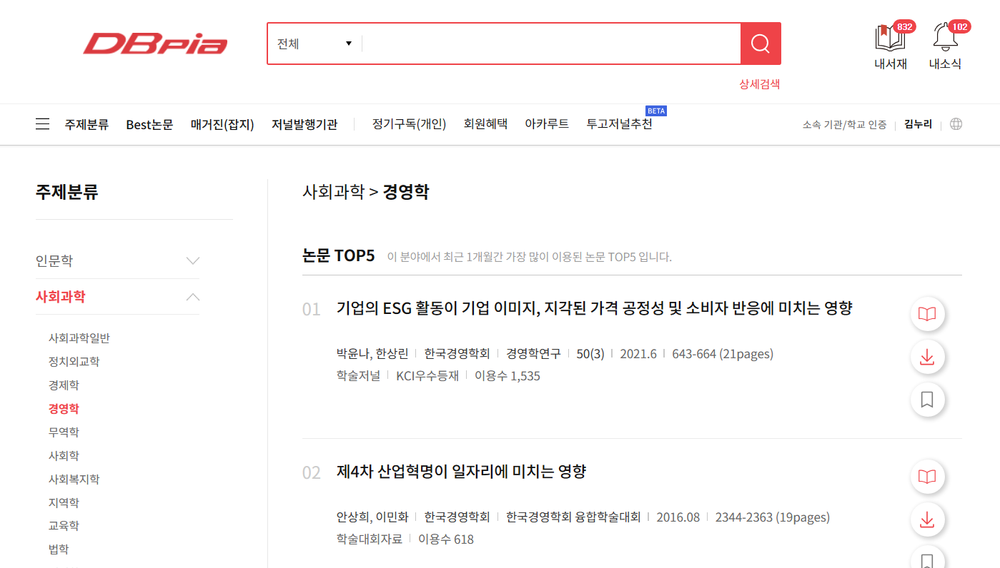 DBpia
전체
832
102
내서재
내소식
상세검색
BETA
주제분류 Best논문 매거진(잡지) 저널발행기관 정기구독(개인) 회원혜택 아카루트 투고저널추천 소속 기관/학교 인증 김누리
주제분류
인문학
사회과학
사회과학일반
정치외교학
경제학
경영학
무역학
사회학
사회복지학
지역학
교육학
법학
사회과학 > 경영학
논문 TOP5 이 분야에서 최근 1개월간 가장 많이 이용된 논문 TOP5 입니다.
01 기업의 ESG 활동이 기업 이미지, 지각된 가격 공정성 및 소비자 반응에 미치는 영향
박윤나, 한상린 한국경영학회 경영학연구 50(3) 2021.6 643-664 (21pages)
학술저널 KCI우수등재 이용수 1,535
02 제4차 산업혁명이 일자리에 미치는 영향
안상희, 이민화 한국경영학회 한국경영학회 융합학술대회 2016.08 2344-2363 (19pages)
학술대회자료 이용수 618